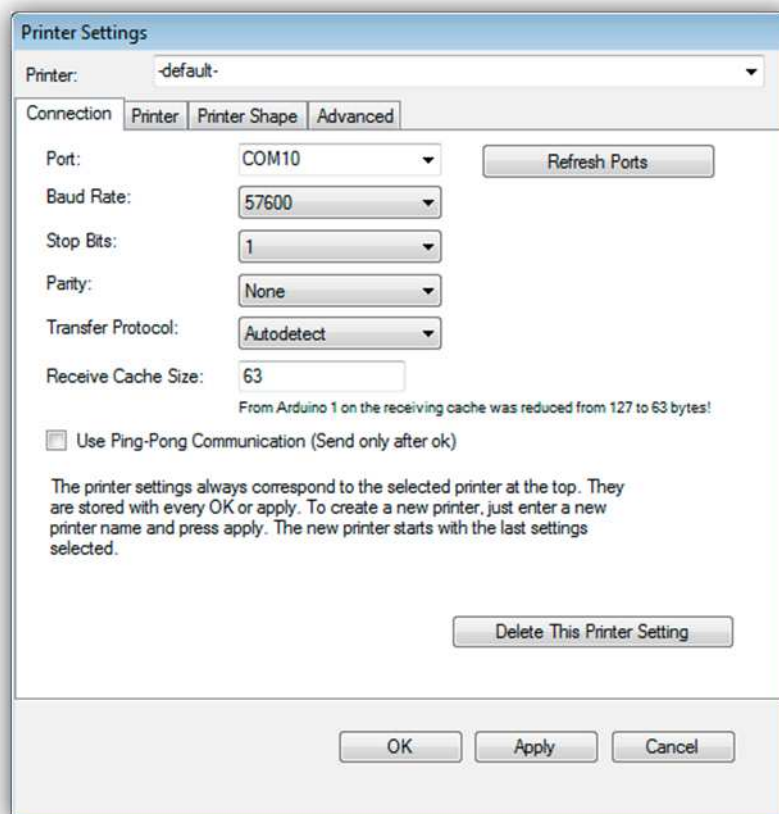 Printer Settings
Printer: -default-
Connection Printer Printer Shape Advanced
Port: COM10 Refresh Ports
Baud Rate: 57600
Stop Bits: 1
Parity: None
Transfer Protocol: Autodetect
Receive Cache Size: 63
From Arduino 1 on the receiving cache was reduced from 127 to 63 bytes!
Use Ping-Pong Communication (Send only after ok)
The printer settings always correspond to the selected printer at the top. They
are stored with every OK or apply. To create a new printer, just enter a new
printer name and press apply. The new printer starts with the last settings
selected.
Delete This Printer Setting
OK Apply Cancel